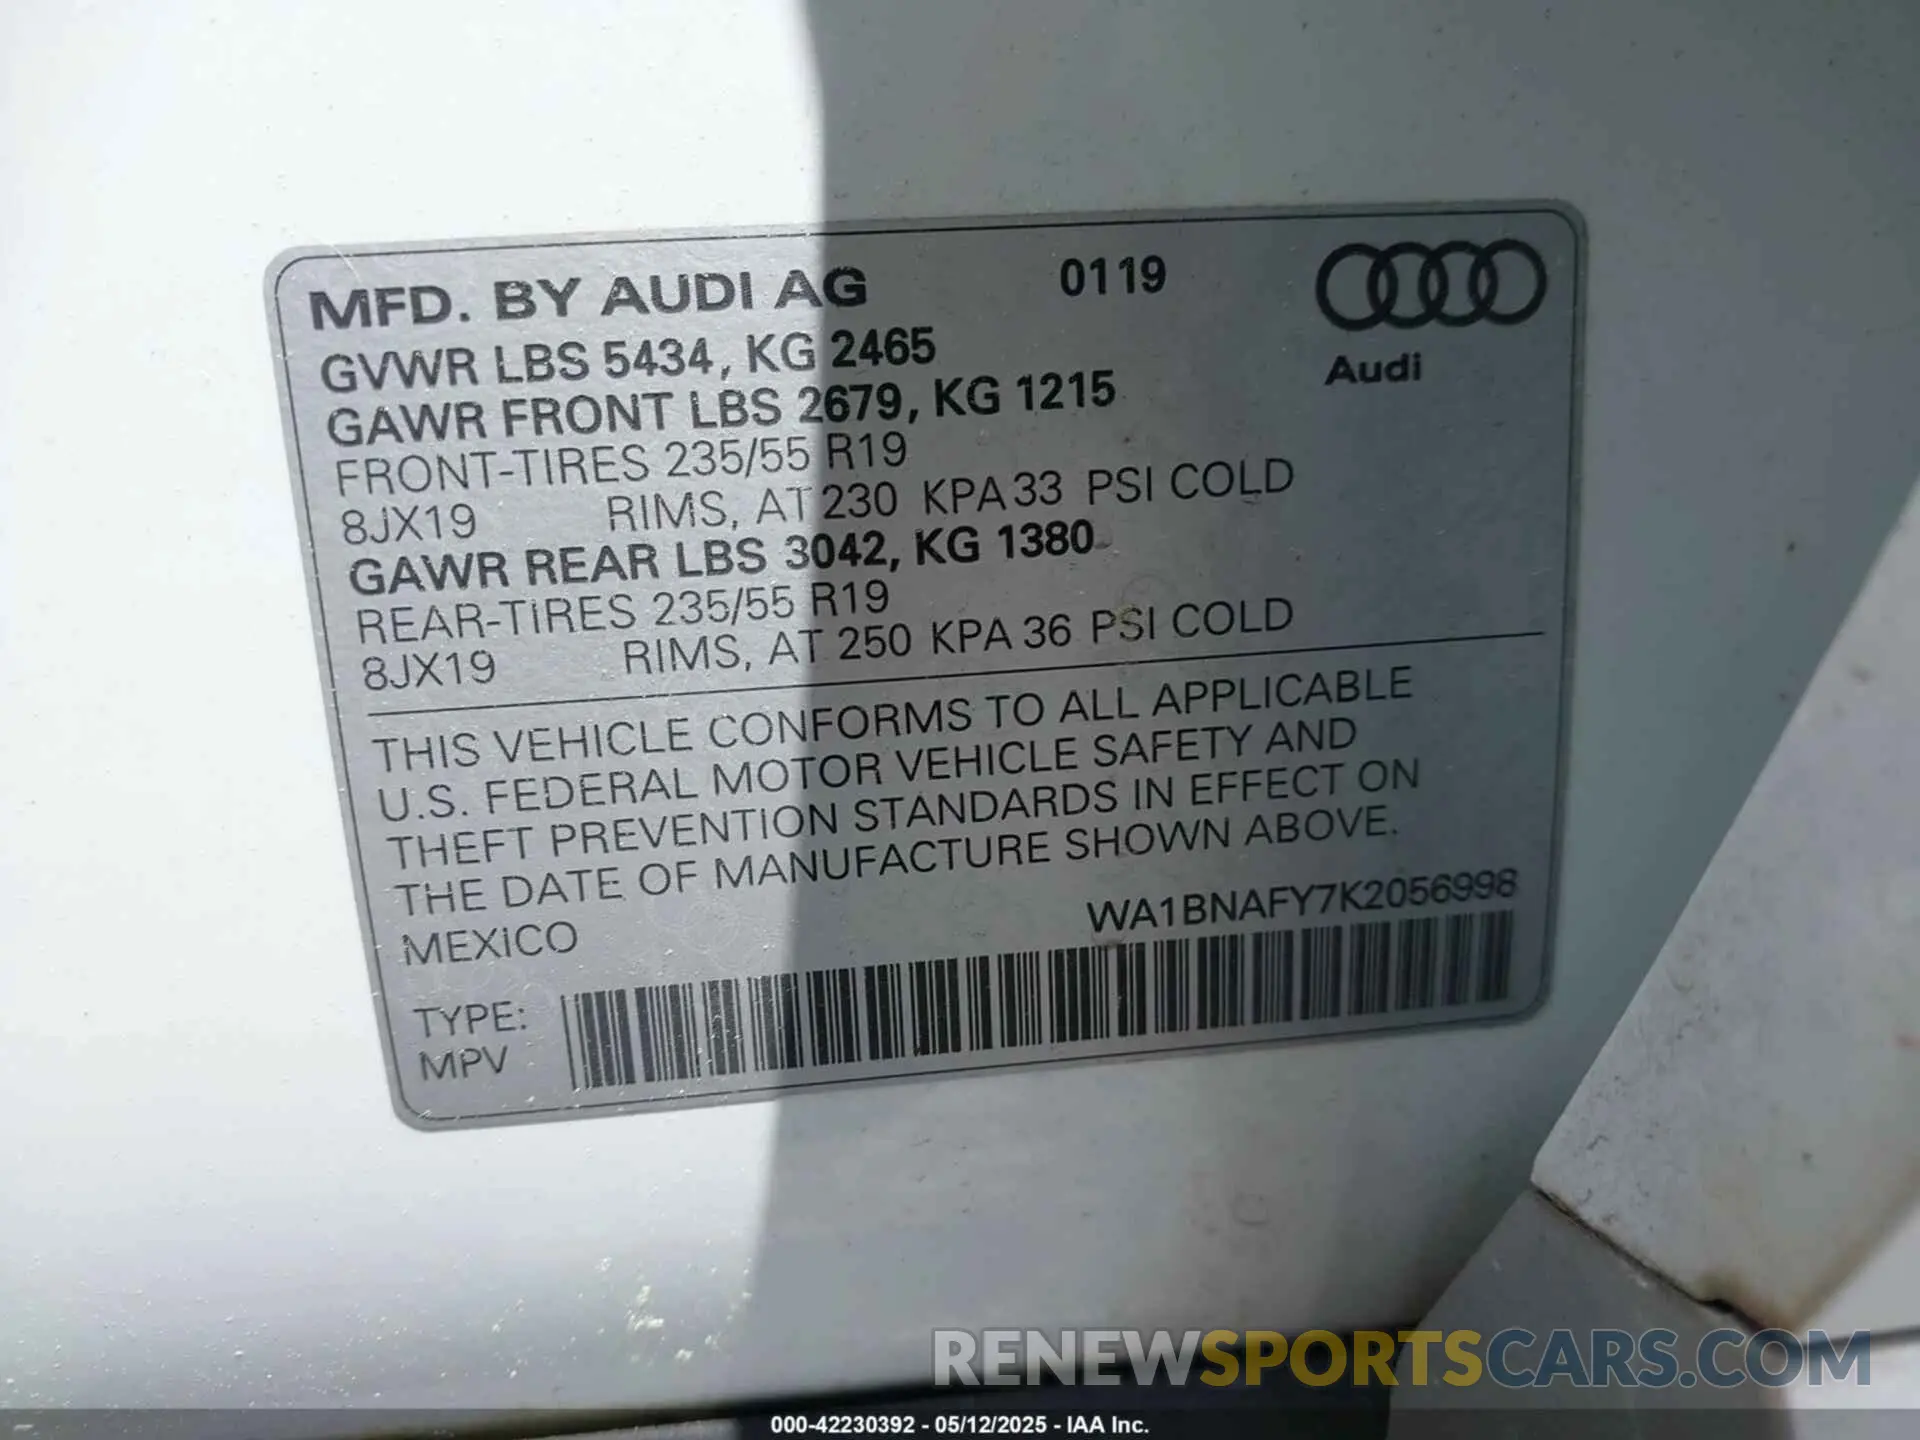 MFD. BY AUDI AG 0119
GVWR LBS 5434, KG 2465
Audi
GAWR FRONT LBS 2679, KG 1215
FRONT-TIRES 235/55 R19
8JX19 RIMS, AT 230 KPA 33 PSI COLD
GAWR REAR LBS 3042, KG 1380
REAR-TIRES 235/55 R19
8JX19 RIMS, AT 250 KPA 36 PSI COLD
THIS VEHICLE CONFORMS TO ALL APPLICABLE
U.S. FEDERAL MOTOR VEHICLE SAFETY AND
THEFT PREVENTION STANDARDS IN EFFECT ON
THE DATE OF MANUFACTURE SHOWN ABOVE.
MEXICO WA1BNAFY7K2056998
TYPE:
MPV
RENEWSPORTSCARS.COM
000-42230392 - 05/12/2025 - IAA Inc.